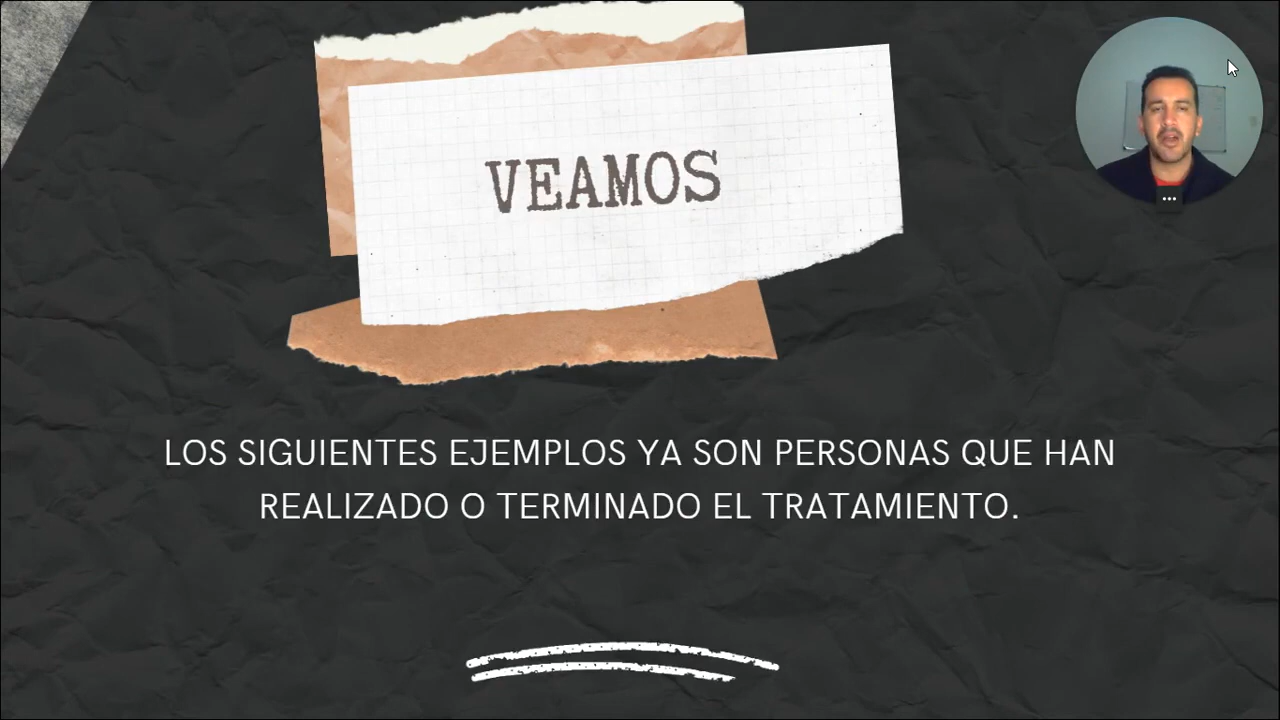 VEAMOS
LOS SIGUIENTES EJEMPLOS YA SON PERSONAS QUE HAN
REALIZADO O TERMINADO EL TRATAMIENTO.